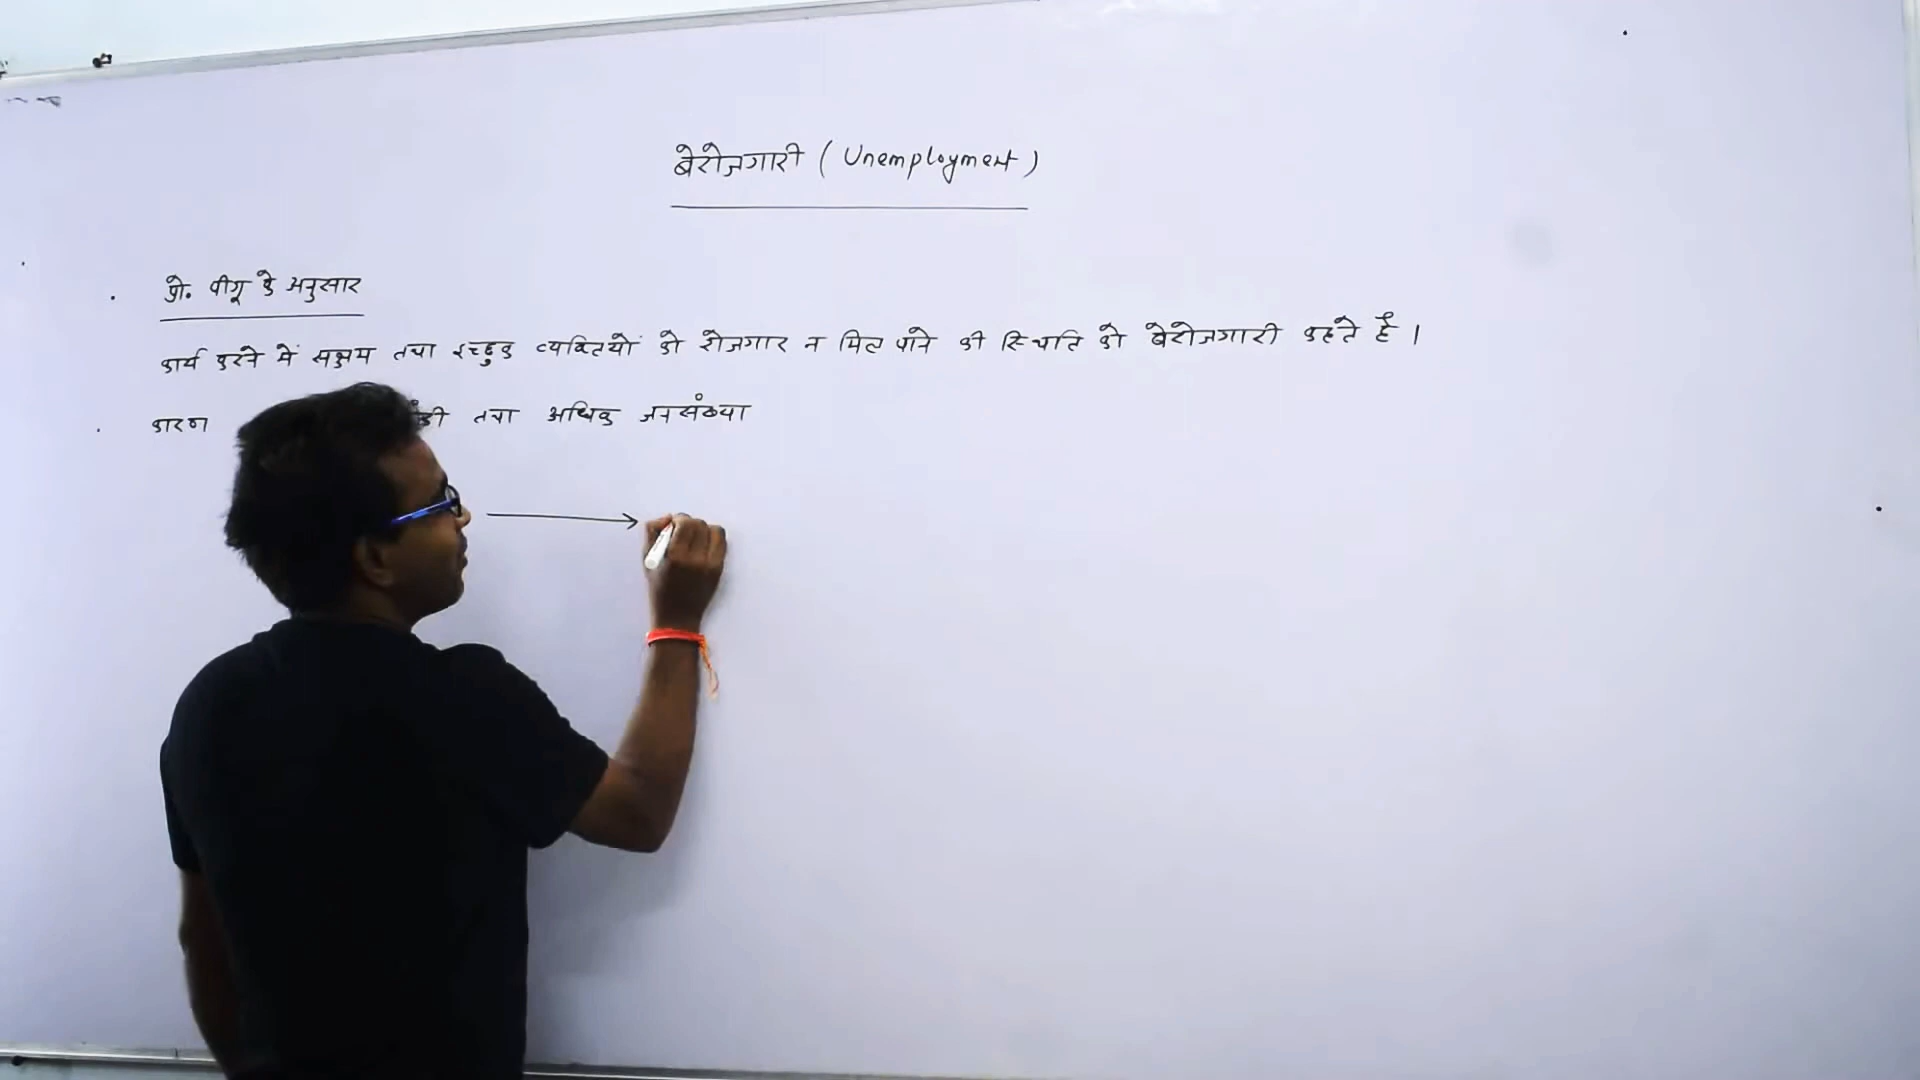 बेरोजगारी ( Unemployment )
प्रो. पीगू के अनुसार
कार्य करने में सक्षम तथा इच्छुक व्यक्तियों को रोजगार न मिल पाने की स्थिति को बेरोजगारी कहते हैं ।
कारण तथा अधिक जनसंख्या